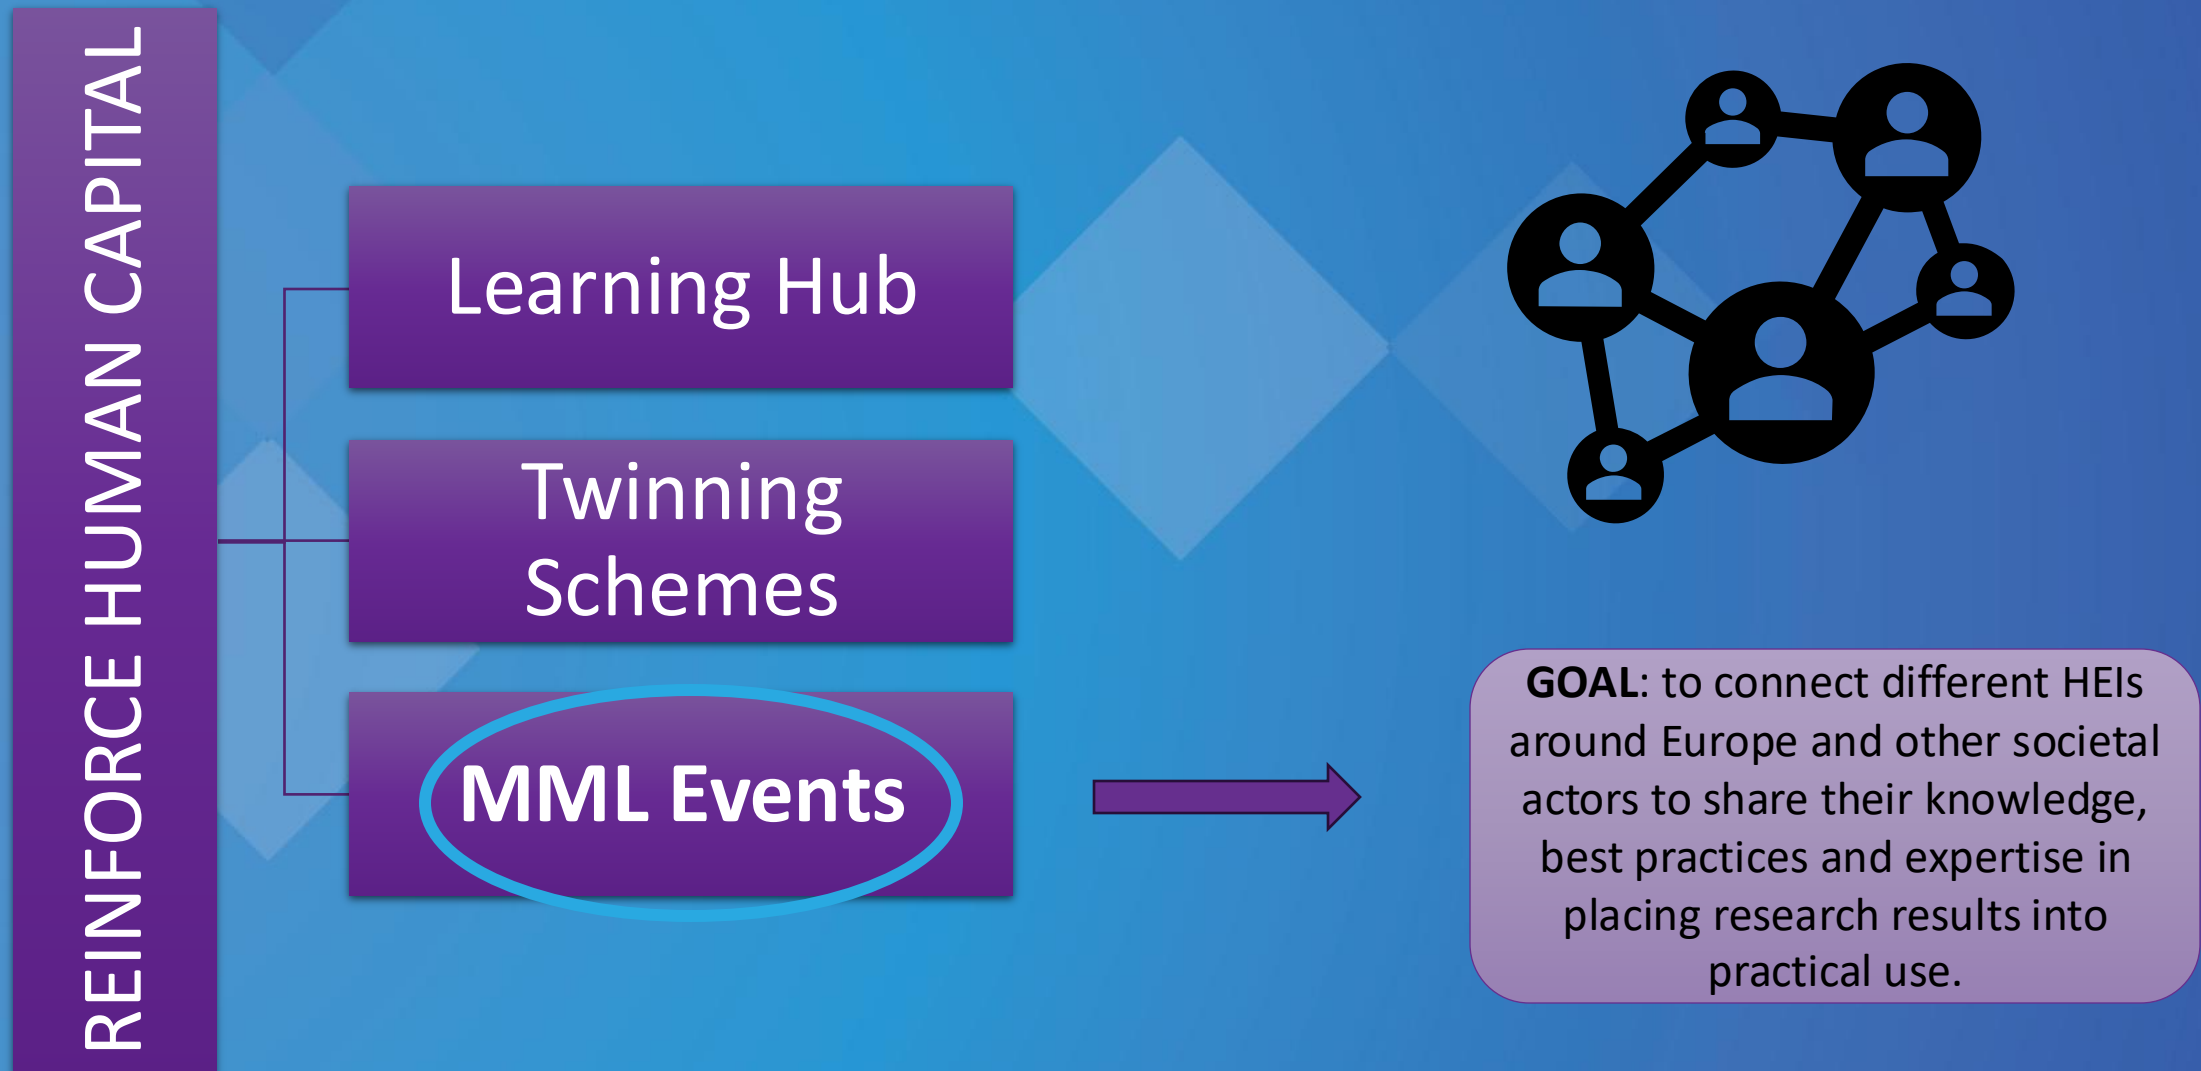 REINFORCE HUMAN CAPITAL
Learning Hub
Twinning
Schemes
MML Events
GOAL: to connect different HEIs
around Europe and other societal
actors to share their knowledge,
best practices and expertise in
placing research results into
practical use.